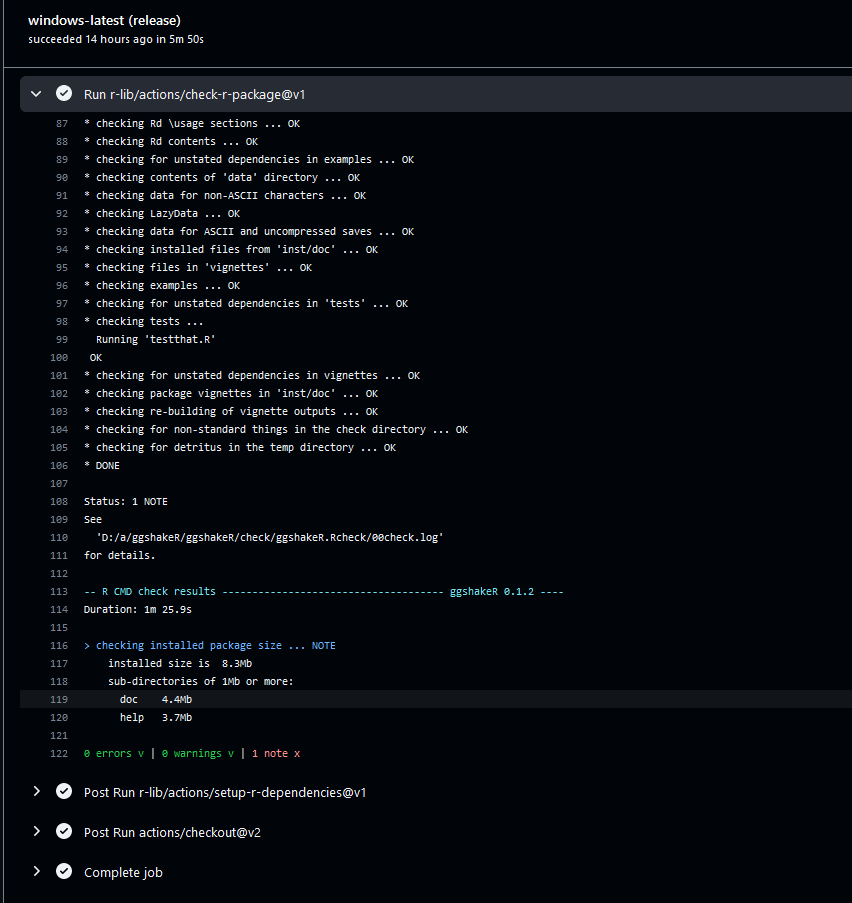 windows-latest (release)
succeeded 14 hours ago in 5m 50s
Run r-lib/actions/check-r-package@v1
87 * checking Rd \usage sections ... OK
88 * checking Rd contents ... OK
89 * checking for unstated dependencies in examples ... OK
90 * checking contents of 'data' directory ... OK
91 * checking data for non-ASCII characters ... OK
92 * checking LazyData ... OK
93 * checking data for ASCII and uncompressed saves ... OK
94 * checking installed files from 'inst/doc' ... OK
95 * checking files in 'vignettes' ... OK
96 * checking examples ... OK
97 * checking for unstated dependencies in 'tests' ... OK
98 * checking tests ...
99 Running 'testthat.R'
100 OK
101 * checking for unstated dependencies in vignettes ... OK
102 * checking package vignettes in 'inst/doc' ... OK
103 * checking re-building of vignette outputs ... OK
104 * checking for non-standard things in the check directory ... OK
105 * checking for detritus in the temp directory ... OK
106 * DONE
107
108 Status: 1 NOTE
109 See
110 'D:/a/ggshakeR/ggshakeR/check/ggshakeR.Rcheck/00check.log'
111 for details.
112
113 -- R CMD check results ------------------------------------- ggshakeR 0.1.2 ----
114 Duration: 1m 25.9s
115
116 > checking installed package size ... NOTE
117 installed size is 8.3Mb
118 sub-directories of 1Mb or more:
119 doc 4.4Mb
120 help 3.7Mb
121
122 0 errors v | 0 warnings v | 1 note x
Post Run r-lib/actions/setup-r-dependencies@v1
Post Run actions/checkout@v2
Complete job